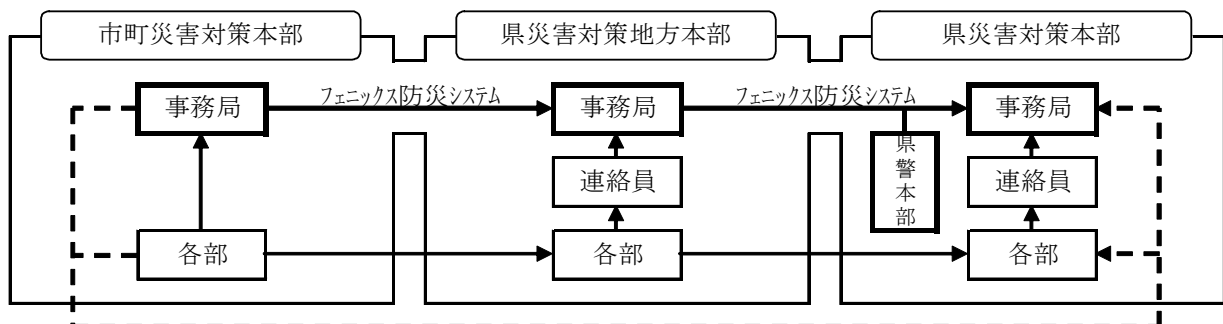 市町災害対策本部
県災害対策地方本部
県災害対策本部
事務局
フェニックス防災システム
事務局
フェニックス防災システム
事務局
県警本部
連絡員
連絡員
各部
各部
各部